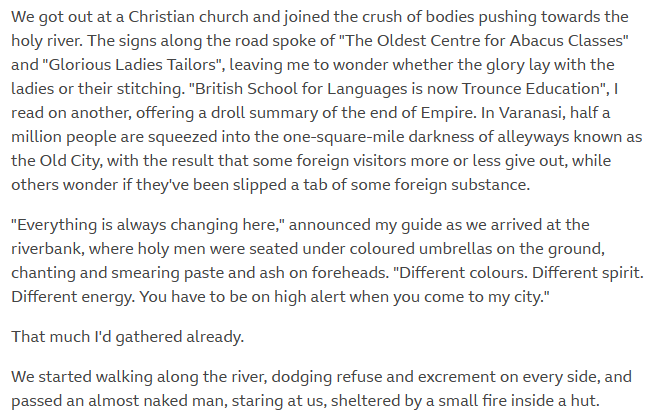 We got out at a Christian church and joined the crush of bodies pushing towards the
holy river. The signs along the road spoke of "The Oldest Centre for Abacus Classes"
and "Glorious Ladies Tailors", leaving me to wonder whether the glory lay with the
ladies or their stitching. "British School for Languages is now Trounce Education", I
read on another, offering a droll summary of the end of Empire. In Varanasi, half a
million people are squeezed into the one-square-mile darkness of alleyways known as
the Old City, with the result that some foreign visitors more or less give out, while
others wonder if they've been slipped a tab of some foreign substance.
"Everything is always changing here," announced my guide as we arrived at the
riverbank, where holy men were seated under coloured umbrellas on the ground,
chanting and smearing paste and ash on foreheads. "Different colours. Different spirit.
Different energy. You have to be on high alert when you come to my city."
That much I'd gathered already.
We started walking along the river, dodging refuse and excrement on every side, and
passed an almost naked man, staring at us, sheltered by a small fire inside a hut.